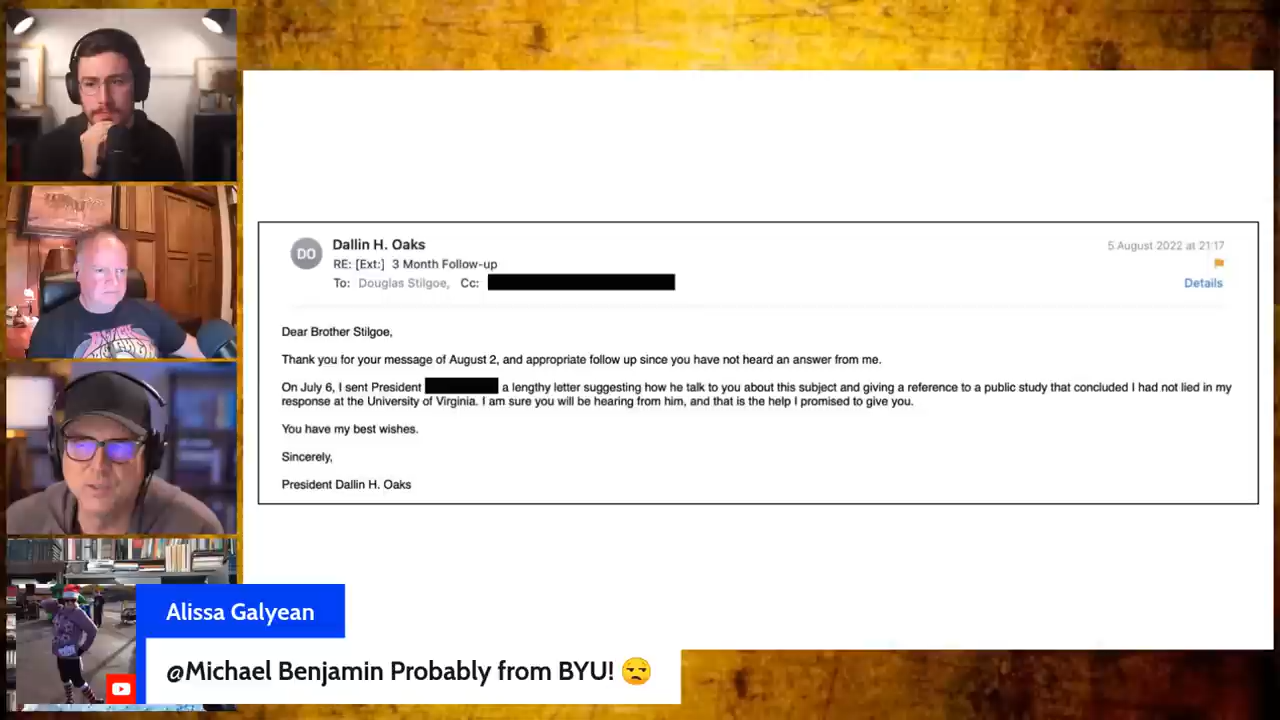 DO
Dallin H. Oaks
5 August 2022 at 21:17
RE: [Ext:] 3 Month Follow-up
To: Douglas Stilgoe, Cc:
Details
Dear Brother Stilgoe,
Thank you for your message of August 2, and appropriate follow up since you have not heard an answer from me.
On July 6, I sent President a lengthy letter suggesting how he talk to you about this subject and giving a reference to a public study that concluded I had not lied in my
response at the University of Virginia. I am sure you will be hearing from him, and that is the help I promised to give you.
You have my best wishes.
Sincerely,
President Dallin H. Oaks
Alissa Galyean
@Michael Benjamin Probably from BYU! 😒